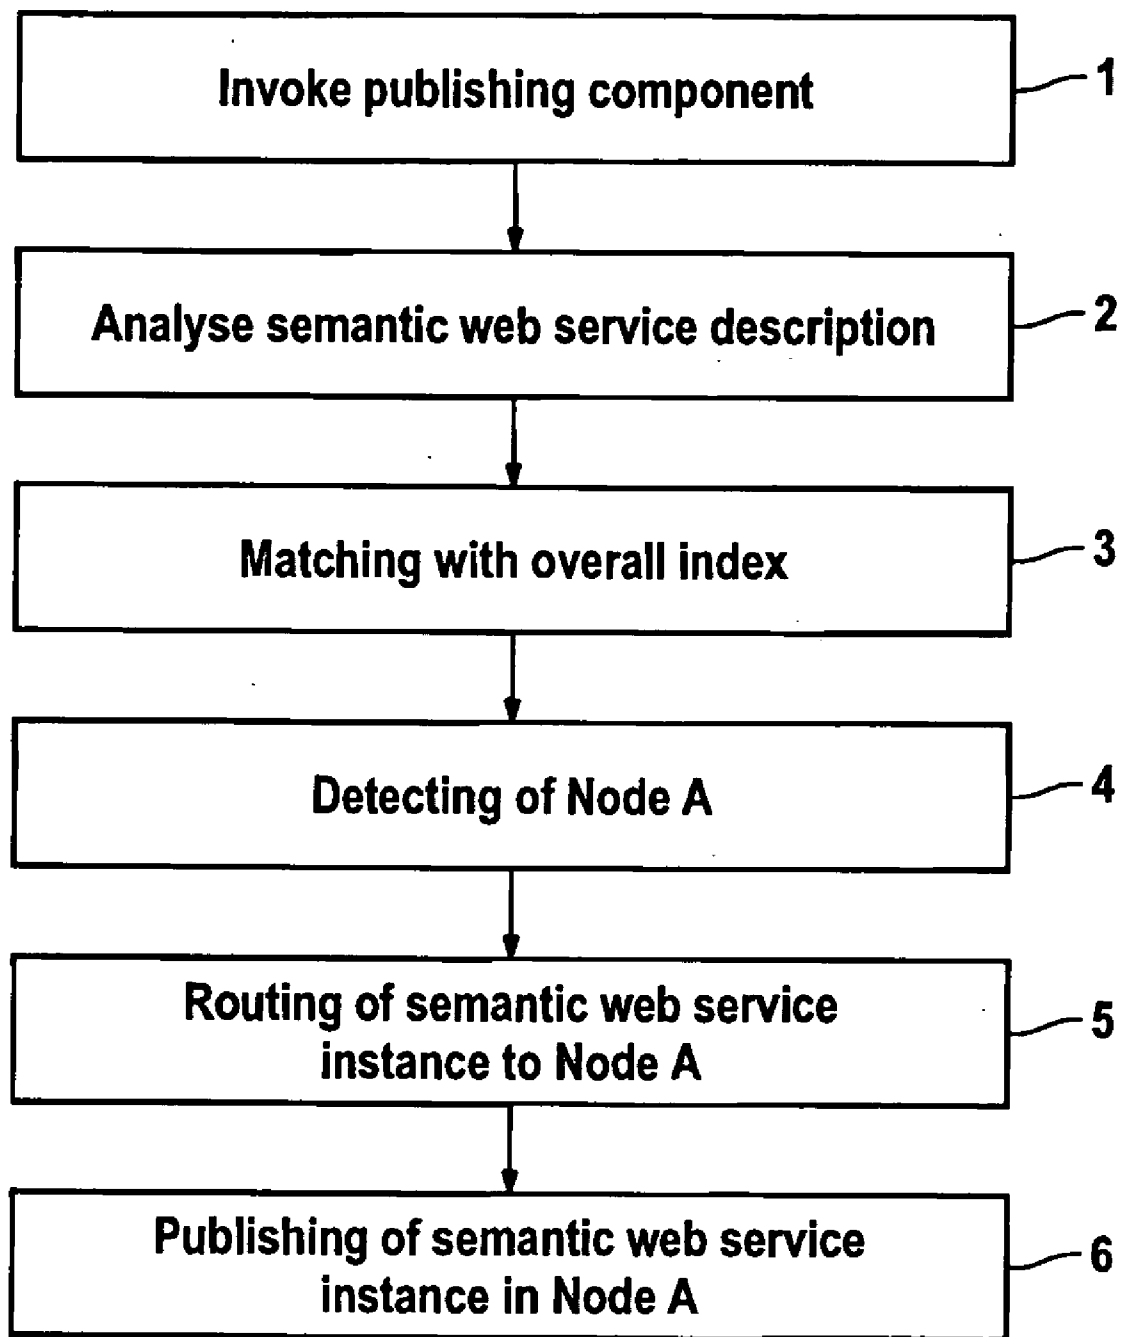 Invoke publishing component
1
Analyse semantic web service description
2
Matching with overall index
3
Detecting of Node A
4
Routing of semantic web service
instance to Node A
5
Publishing of semantic web service
instance in Node A
6